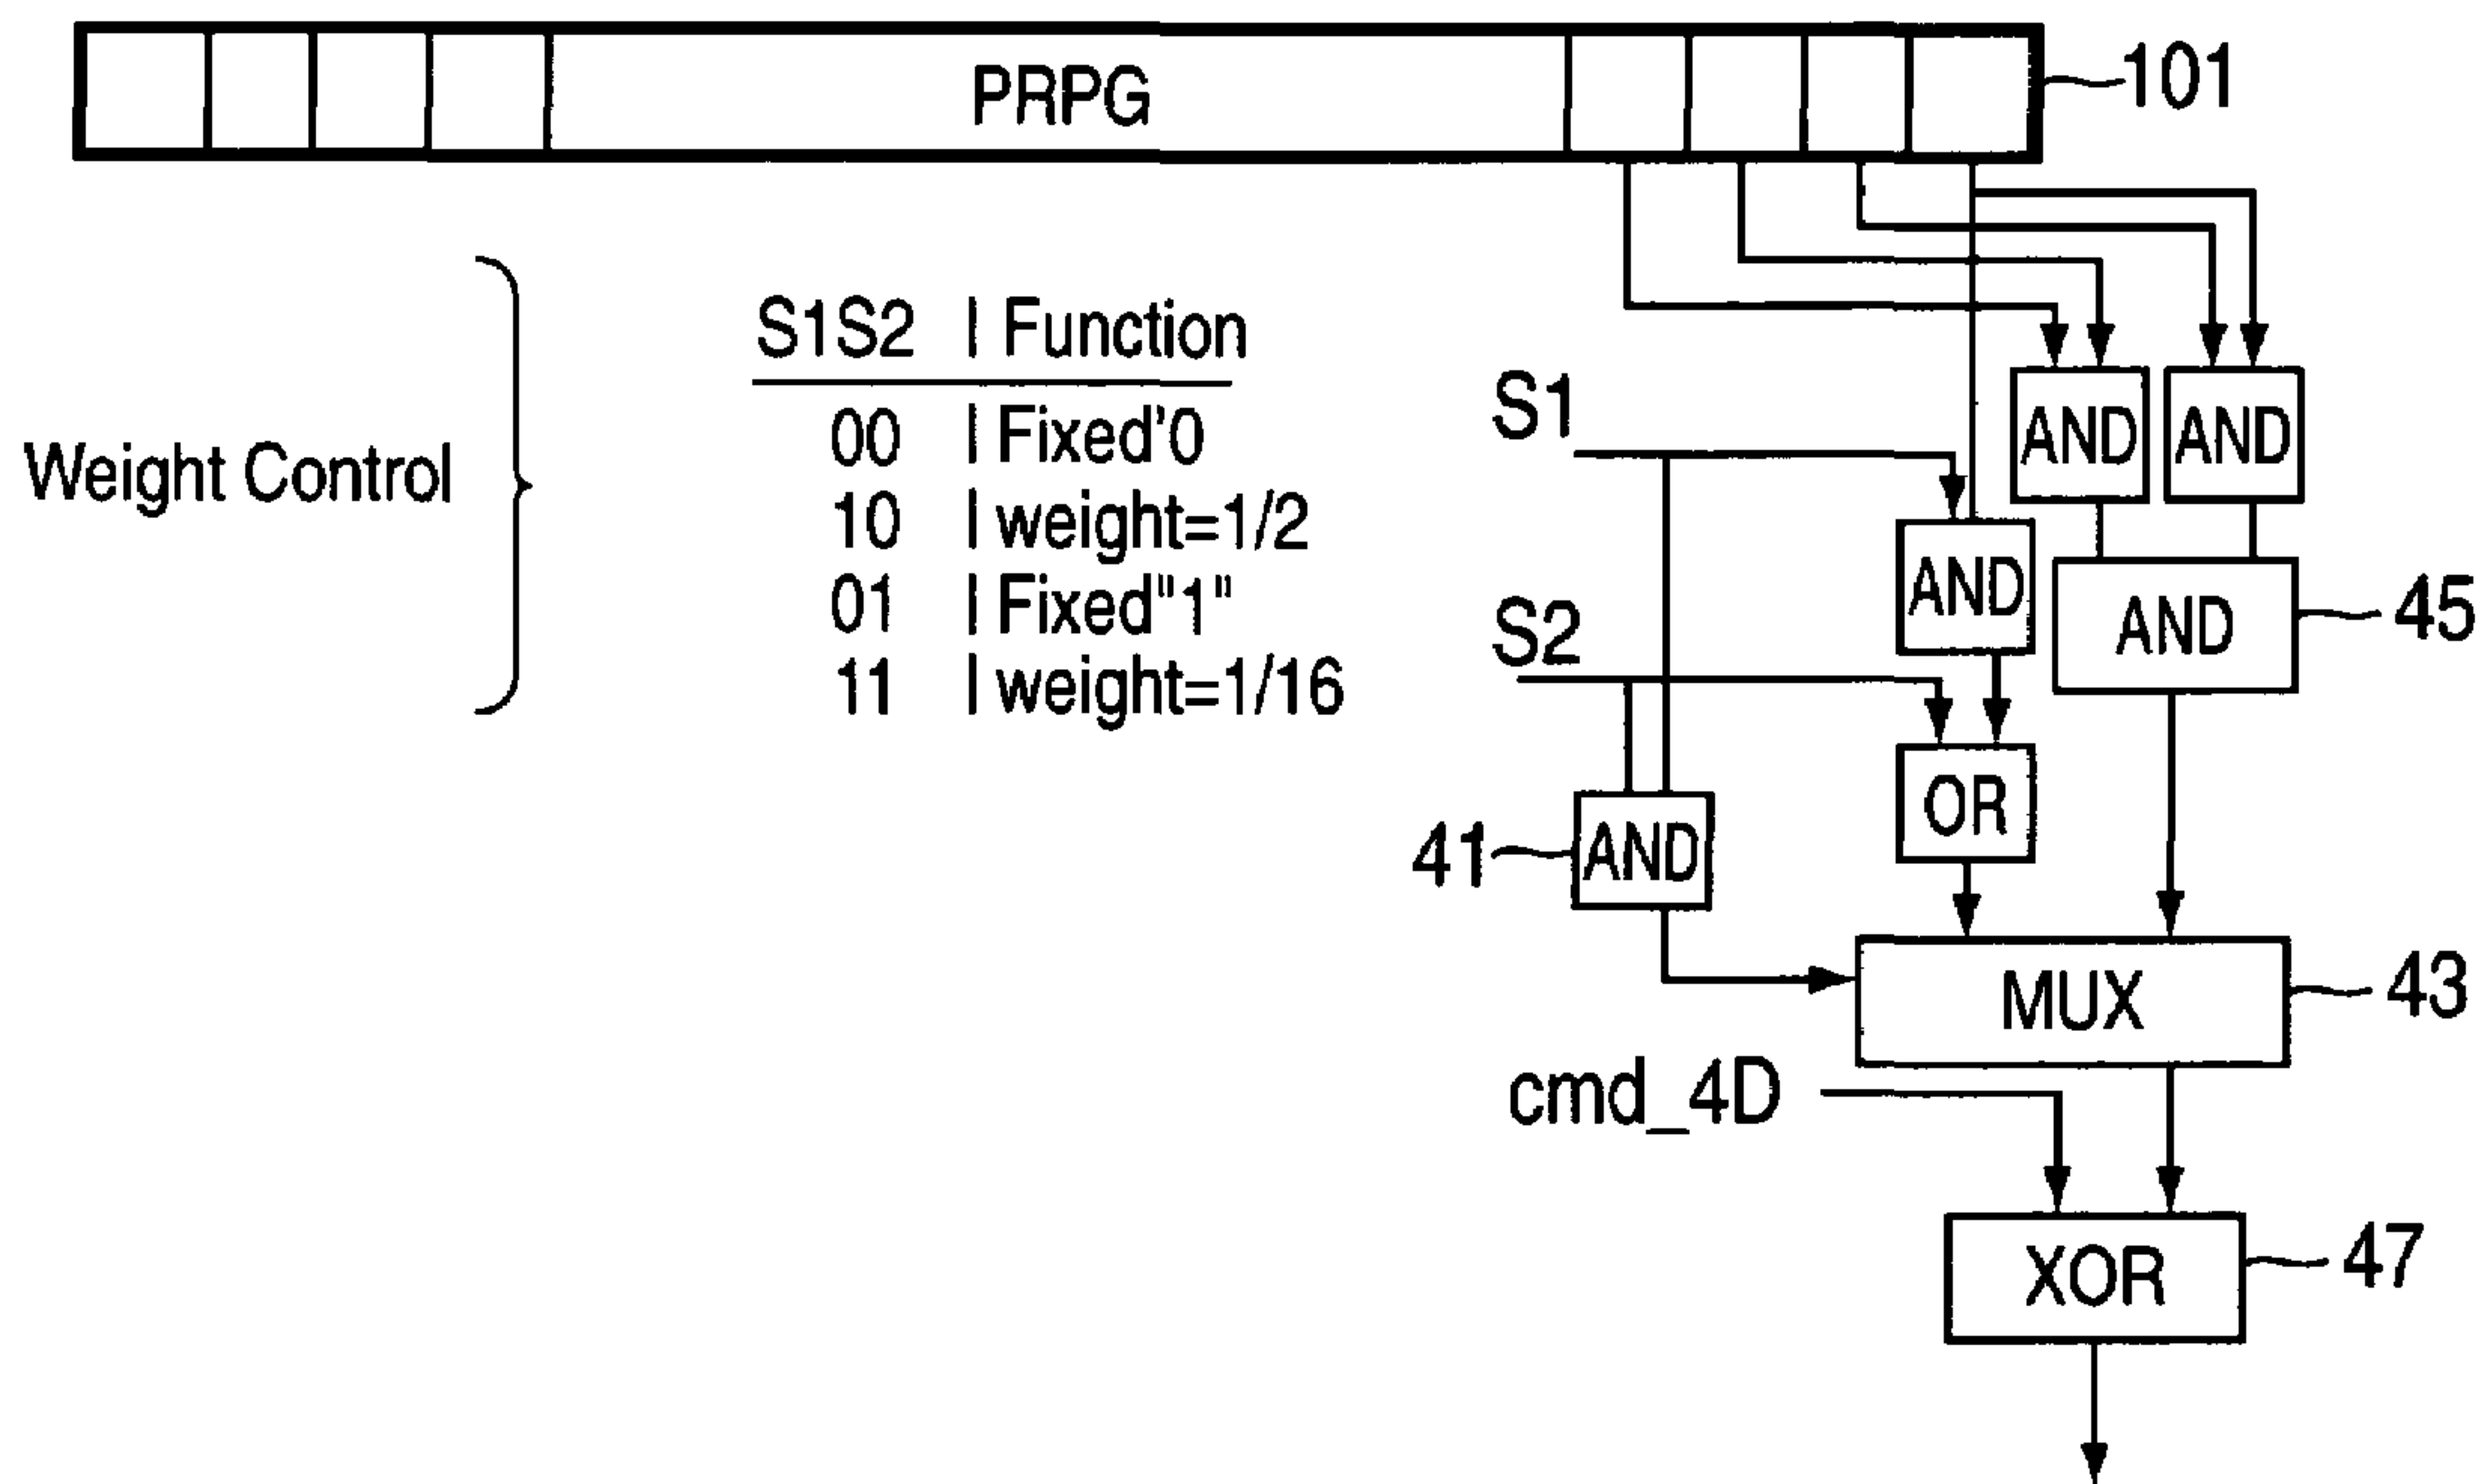 PRPG
101
Weight Control
S1S2 | Function
00 | Fixed'0
10 | weight=1/2
01 | Fixed"1"
11 | weight=1/16
S1
AND AND
AND
S2
AND
45
OR
41
AND
MUX
43
cmd_4D
XOR
47